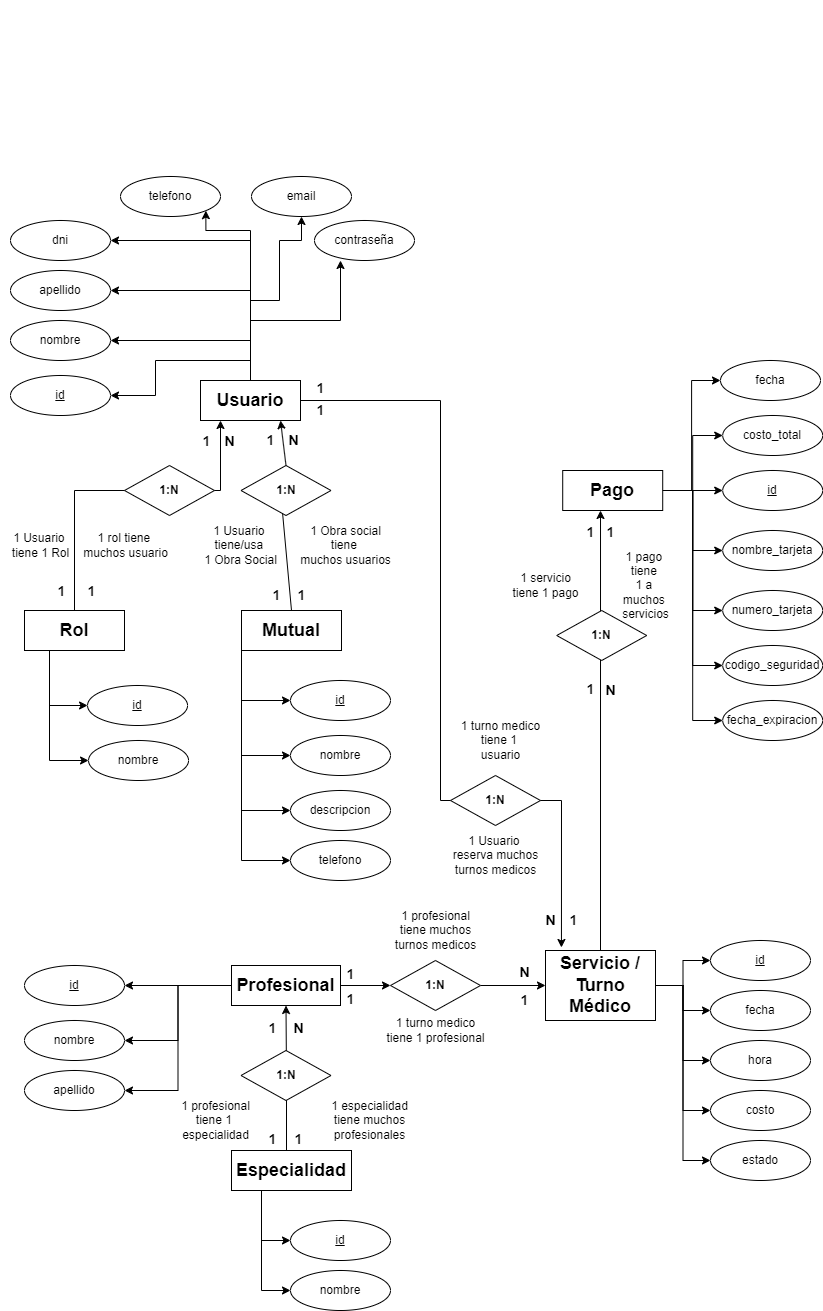 telefono
email
dni
contraseña
apellido
nombre
id
Usuario
1
1
fecha
costo_total
1 N
1 N
Pago
id
1:N
1:N
1 Usuario
tiene 1 Rol
1 rol tiene
muchos usuario
1 Usuario
tiene/usa
1 Obra Social
1 Obra social
tiene
muchos usuarios
1 1
nombre_tarjeta
1 servicio
tiene 1 pago
1 pago
tiene
1 a
muchos
servicios
1 1
1 1
numero_tarjeta
Rol
Mutual
1:N
codigo_seguridad
1 N
id
id
fecha_expiracion
nombre
nombre
1 turno medico
tiene 1
usuario
descripcion
1:N
telefono
1 Usuario
reserva muchos
turnos medicos
N 1
1 profesional
tiene muchos
turnos medicos
id
Profesional
1
1
1:N
N
1
Servicio /
Turno
Médico
id
fecha
nombre
1 N
1 turno medico
tiene 1 profesional
hora
apellido
1:N
costo
1 profesional
tiene 1
especialidad
1 especialidad
tiene muchos
profesionales
1 1
estado
Especialidad
id
nombre